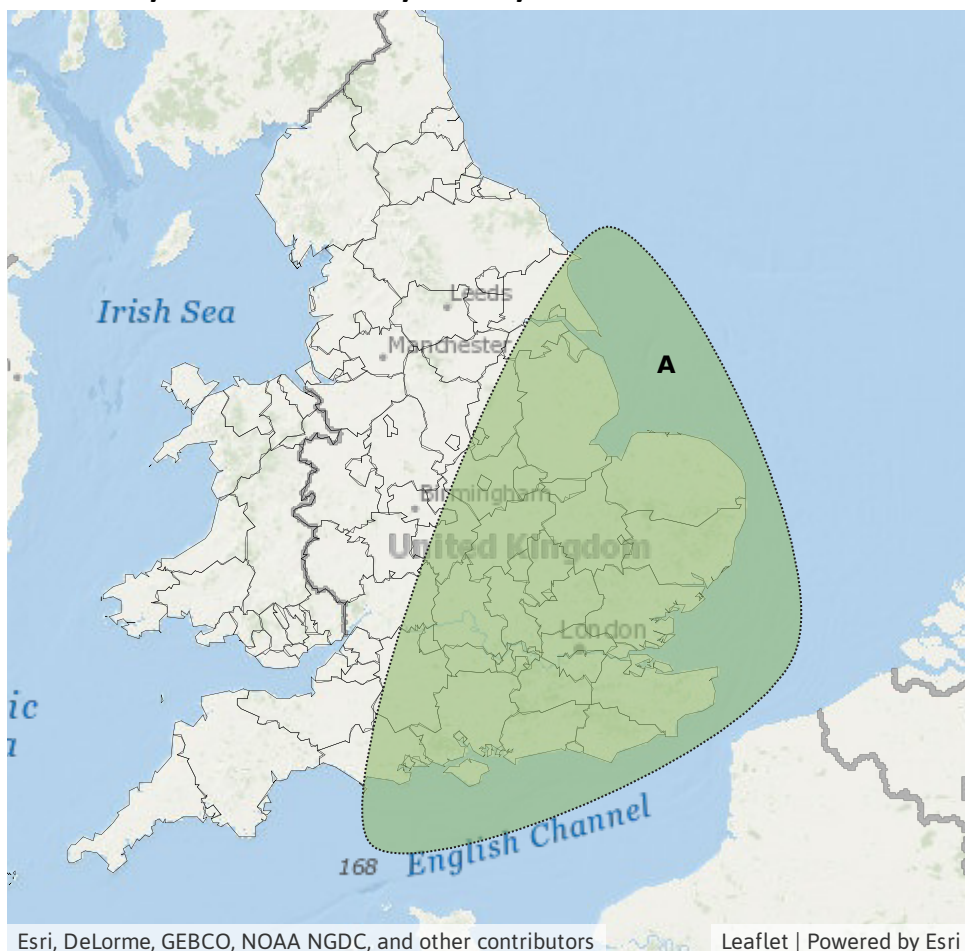 Irish Sea
Leeds
Manchester
A
Birmingham
United Kingdom
London
ic
a
English Channel
168
Esri, DeLorme, GEBCO, NOAA NGDC, and other contributors
Leaflet | Powered by Esri